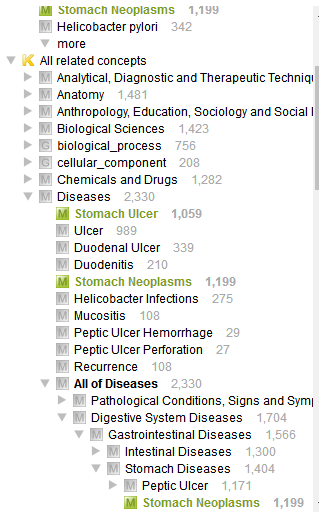 M Stomach Neoplasms 1,199
M Helicobacter pylori 342
more
K All related concepts
M Analytical, Diagnostic and Therapeutic Techniq
M Anatomy 1,481
M Anthropology, Education, Sociology and Social
M Biological Sciences 1,423
G biological_process 756
G cellular_component 208
M Chemicals and Drugs 1,282
M Diseases 2,330
M Stomach Ulcer 1,059
M Ulcer 989
M Duodenal Ulcer 339
M Duodenitis 210
M Stomach Neoplasms 1,199
M Helicobacter Infections 275
M Mucositis 108
M Peptic Ulcer Hemorrhage 29
M Peptic Ulcer Perforation 27
M Recurrence 108
M All of Diseases 2,330
M Pathological Conditions, Signs and Symp
M Digestive System Diseases 1,704
M Gastrointestinal Diseases 1,566
M Intestinal Diseases 1,300
M Stomach Diseases 1,404
M Peptic Ulcer 1,171
M Stomach Neoplasms 1,199